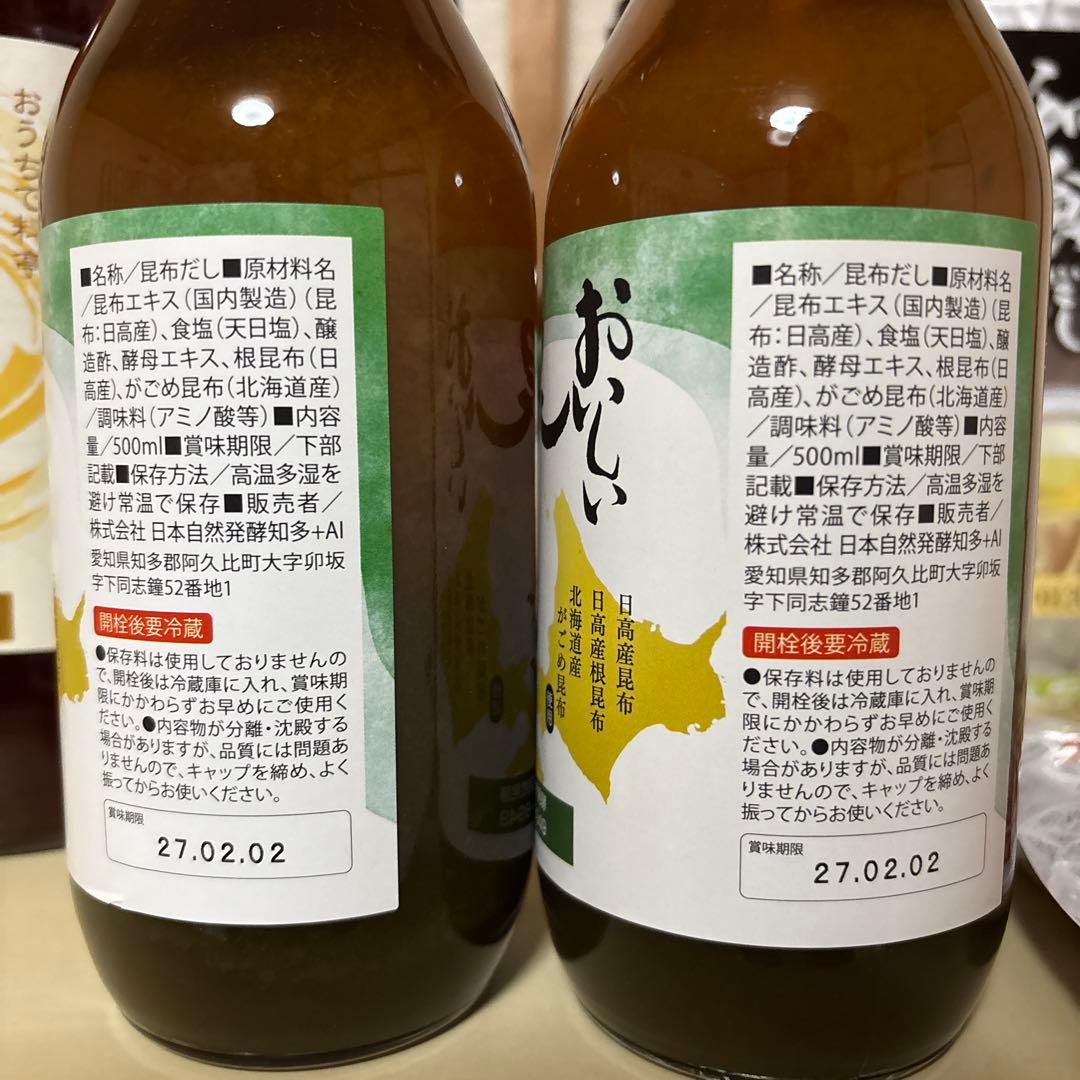 おうちで料亭
■名称／昆布だし■原材料名
／昆布エキス(国内製造)(昆
布:日高産)、食塩(天日塩)、醸
造酢、酵母エキス、根昆布(日
高産)、がごめ昆布(北海道産)
／調味料(アミノ酸等)■内容
量／500ml■賞味期限／下部
記載■保存方法／高温多湿を
避け常温で保存■販売者／
株式会社 日本自然発酵知多+AI
愛知県知多郡阿久比町大字卯坂
字下同志鐘52番地1
開栓後要冷蔵
●保存料は使用しておりませんの
で、開栓後は冷蔵庫に入れ、賞味期
限にかかわらずお早めにご使用く
ださい。●内容物が分離・沈殿する
場合がありますが、品質には問題あ
りませんので、キャップを締め、よく
振ってからお使いください。
賞味期限
27.02.02
おいしい
日高産昆布
日高産根昆布
北海道産
がごめ昆布
■名称／昆布だし■原材料名
／昆布エキス(国内製造)(昆
布:日高産)、食塩(天日塩)、醸
造酢、酵母エキス、根昆布(日
高産)、がごめ昆布(北海道産)
／調味料(アミノ酸等)■内容
量／500ml■賞味期限／下部
記載■保存方法／高温多湿を
避け常温で保存■販売者／
株式会社 日本自然発酵知多+AI
愛知県知多郡阿久比町大字卯坂
字下同志鐘52番地1
開栓後要冷蔵
●保存料は使用しておりませんの
で、開栓後は冷蔵庫に入れ、賞味期
限にかかわらずお早めにご使用く
ださい。●内容物が分離・沈殿する
場合がありますが、品質には問題あ
りませんので、キャップを締め、よく
振ってからお使いください。
賞味期限
27.02.02